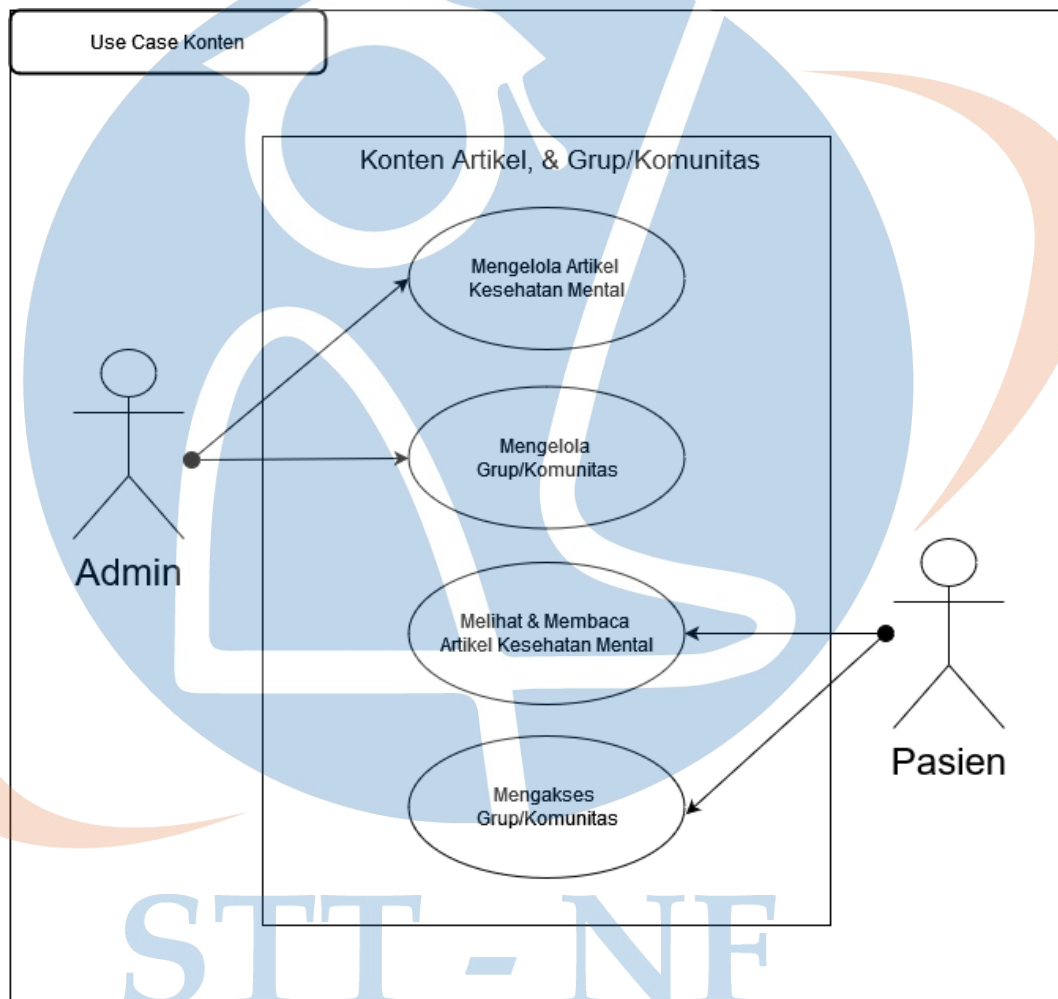 Use Case Konten
Konten Artikel, & Grup/Komunitas
Mengelola Artikel
Kesehatan Mental
Mengelola
Grup/Komunitas
Admin
Melihat & Membaca
Artikel Kesehatan Mental
Pasien
Mengakses
Grup/Komunitas
STT - NF